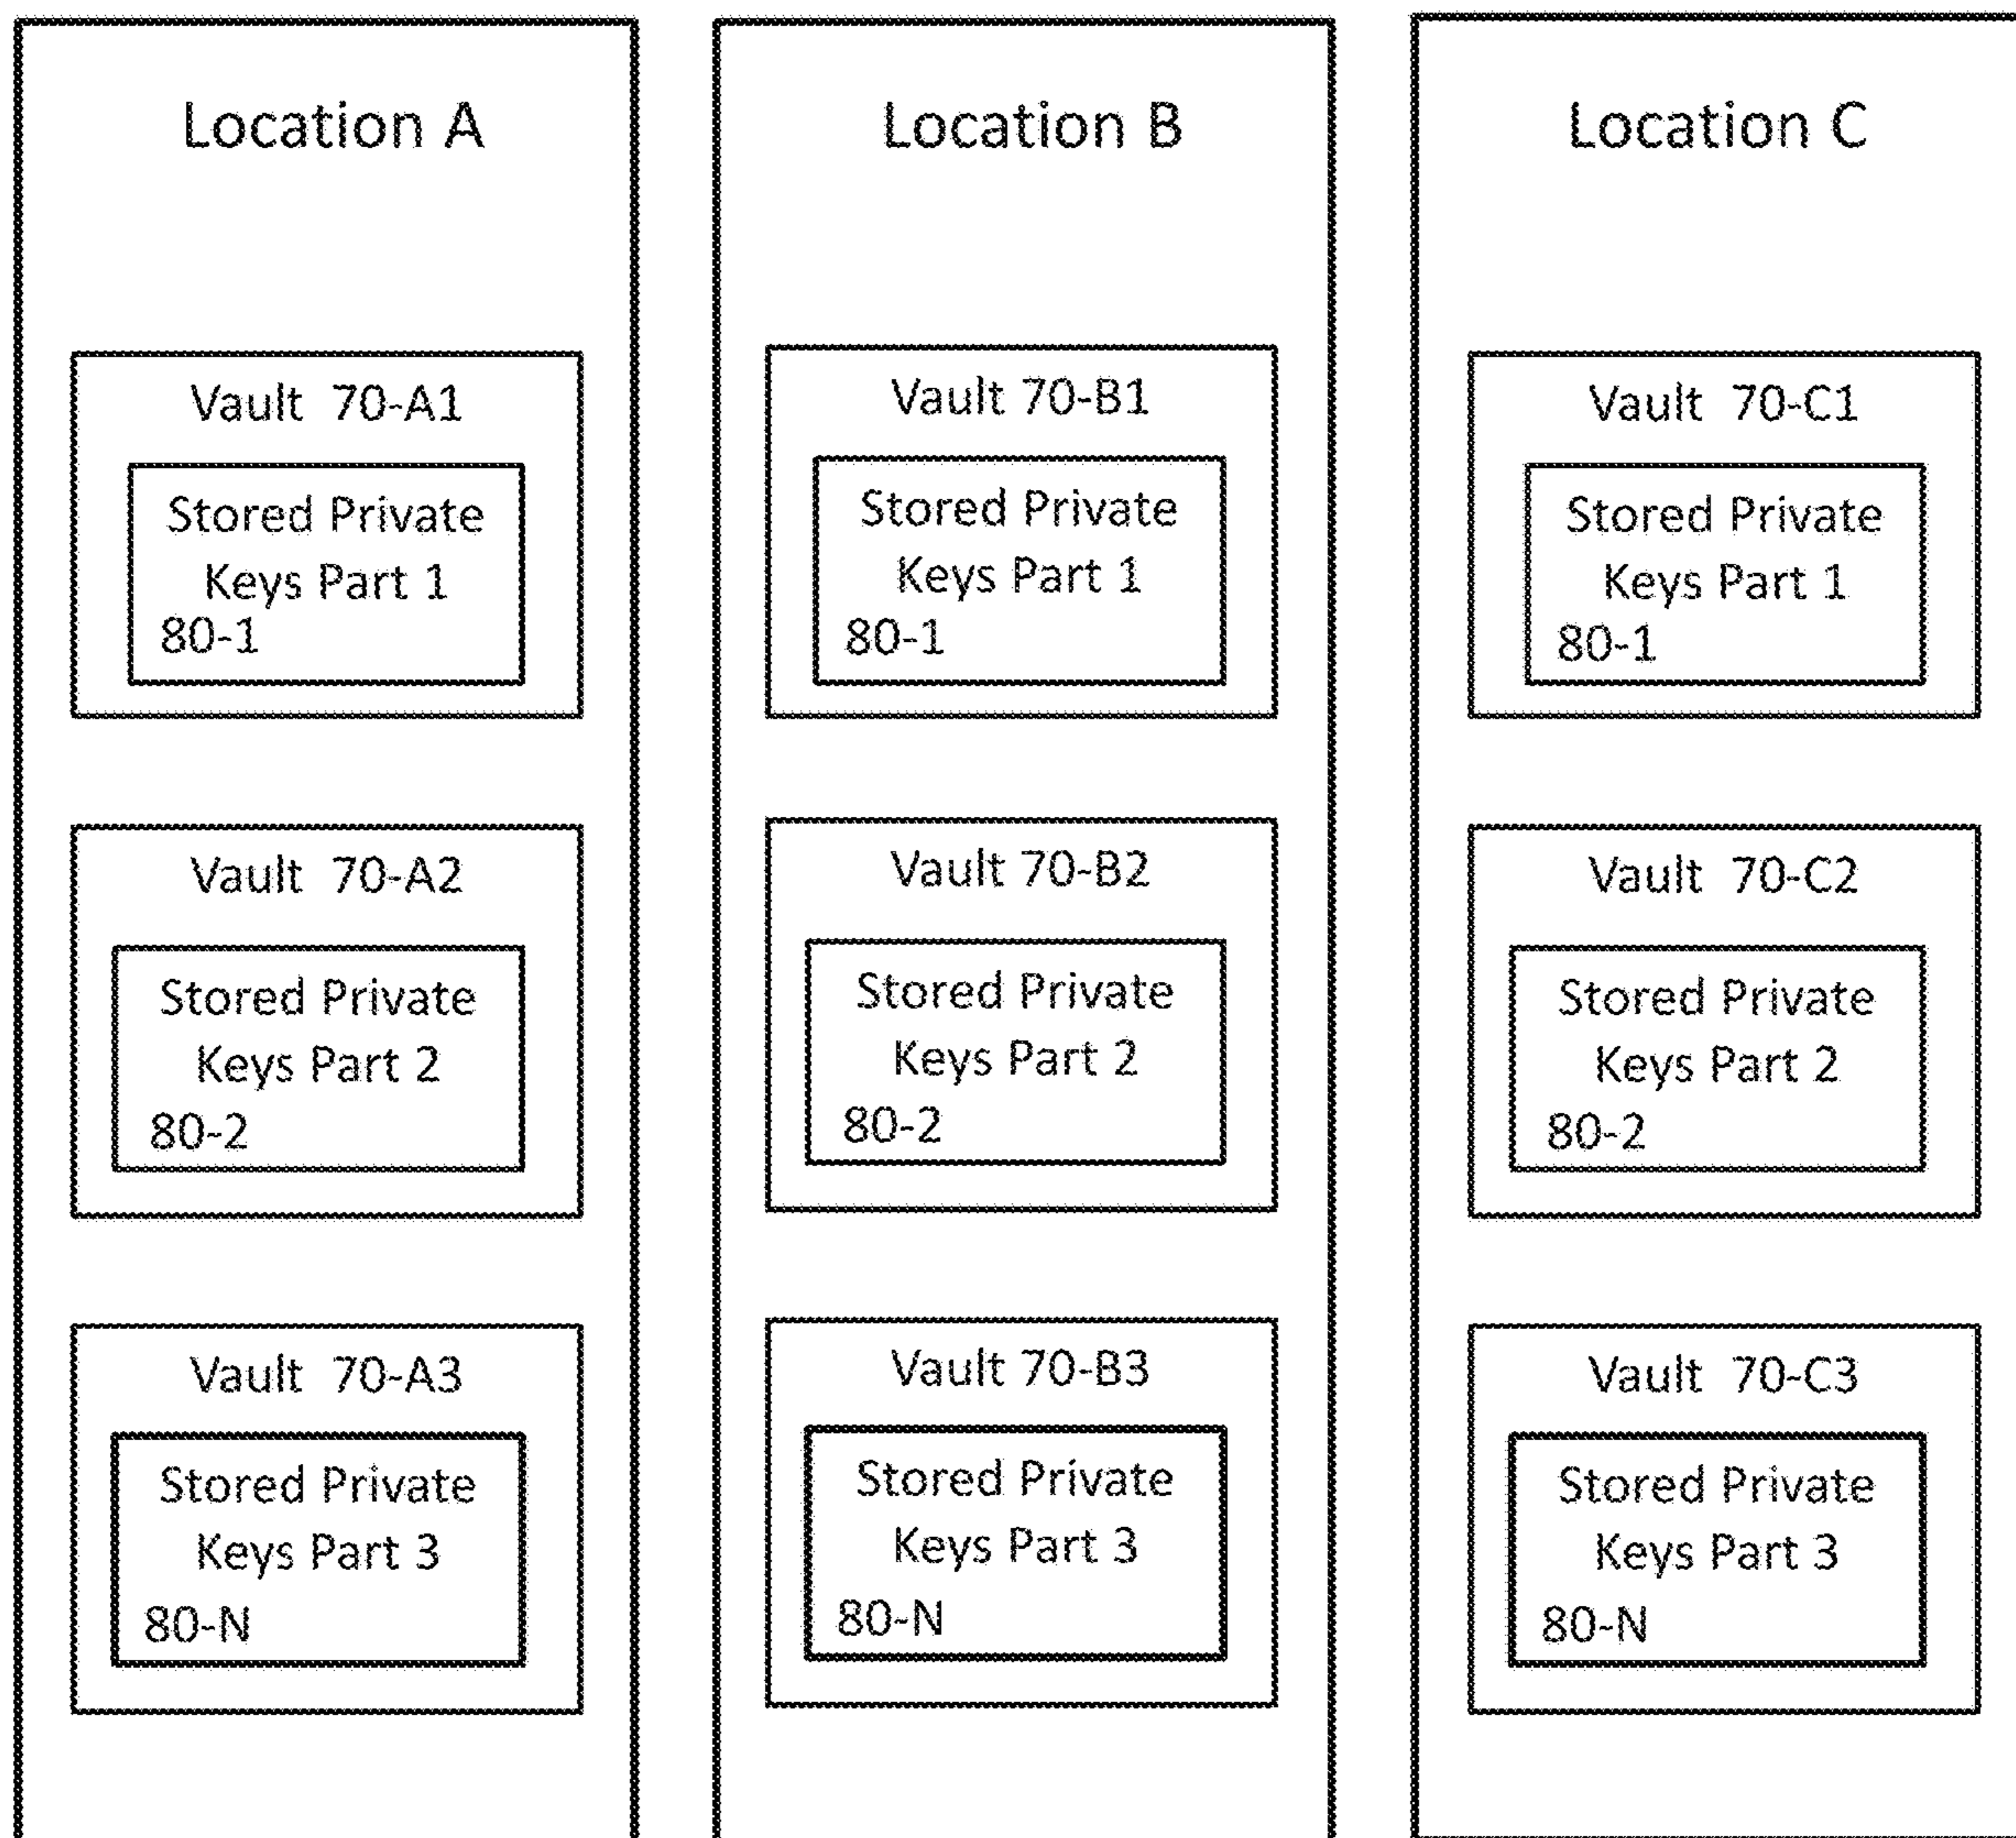 Location A
Vault 70-A1
Stored Private
Keys Part 1
80-1
Vault 70-A2
Stored Private
Keys Part 2
80-2
Vault 70-A3
Stored Private
Keys Part 3
80-N
Location B
Vault 70-B1
Stored Private
Keys Part 1
80-1
Vault 70-B2
Stored Private
Keys Part 2
80-2
Vault 70-B3
Stored Private
Keys Part 3
80-N
Location C
Vault 70-C1
Stored Private
Keys Part 1
80-1
Vault 70-C2
Stored Private
Keys Part 2
80-2
Vault 70-C3
Stored Private
Keys Part 3
80-N